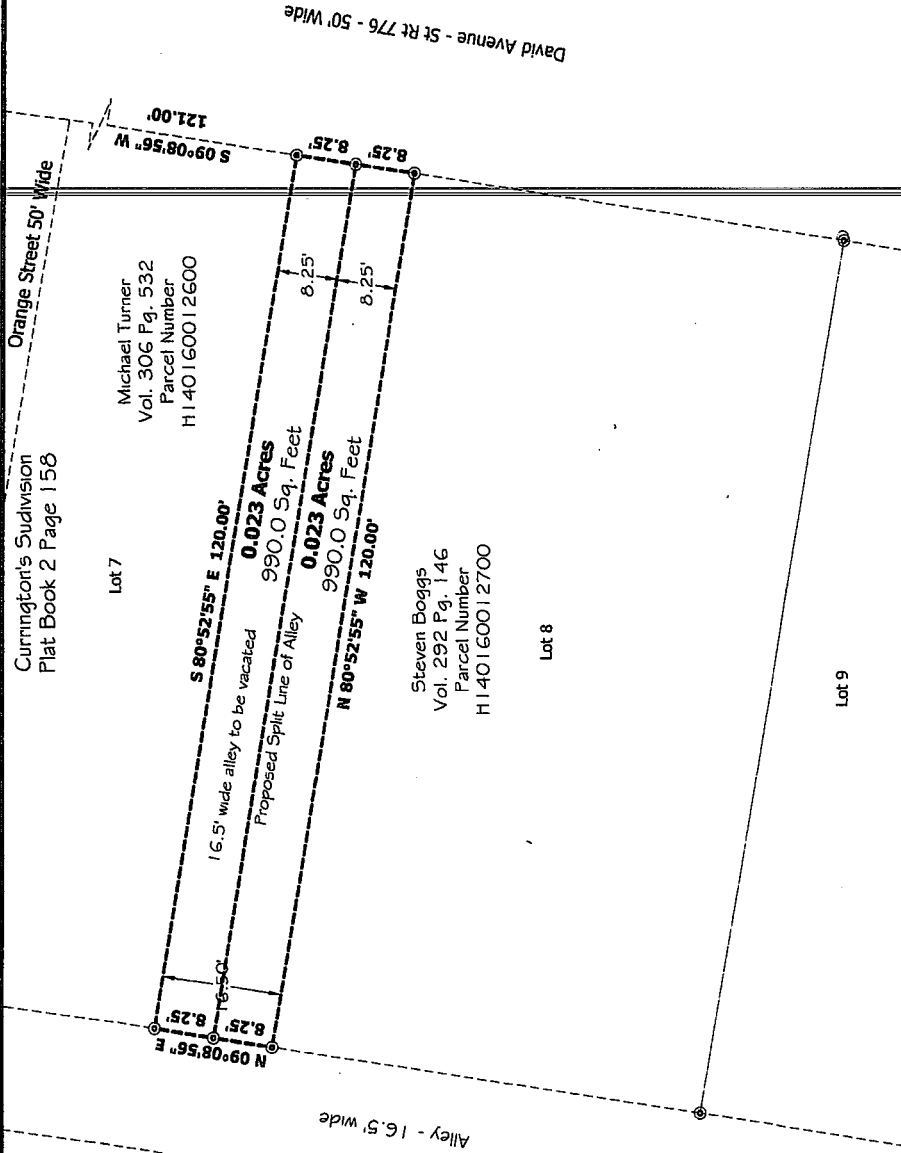 David Avenue - St Rt 776 - 50' Wide
Orange Street 50' Wide
121.00'
S 09°08'56" W
8.25'
8.25'
Michael Turner
Vol. 306 Pg. 532
Parcel Number
H1401600012600
Currington's Sudivision
Plat Book 2 Page 158
Lot 7
8.25'
8.25'
S 80°52'55" E 120.00'
0.023 Acres
990.0 Sq. Feet
16.5' wide alley to be vacated
Proposed Split Line of Alley
0.023 Acres
990.0 Sq. Feet
N 80°52'55" W 120.00'
Steven Boggs
Vol. 292 Pg. 146
Parcel Number
H1401600012700
Lot 8
Lot 9
16.50'
8.25'
8.25'
N 09°08'56" E
Alley - 16.5' wide